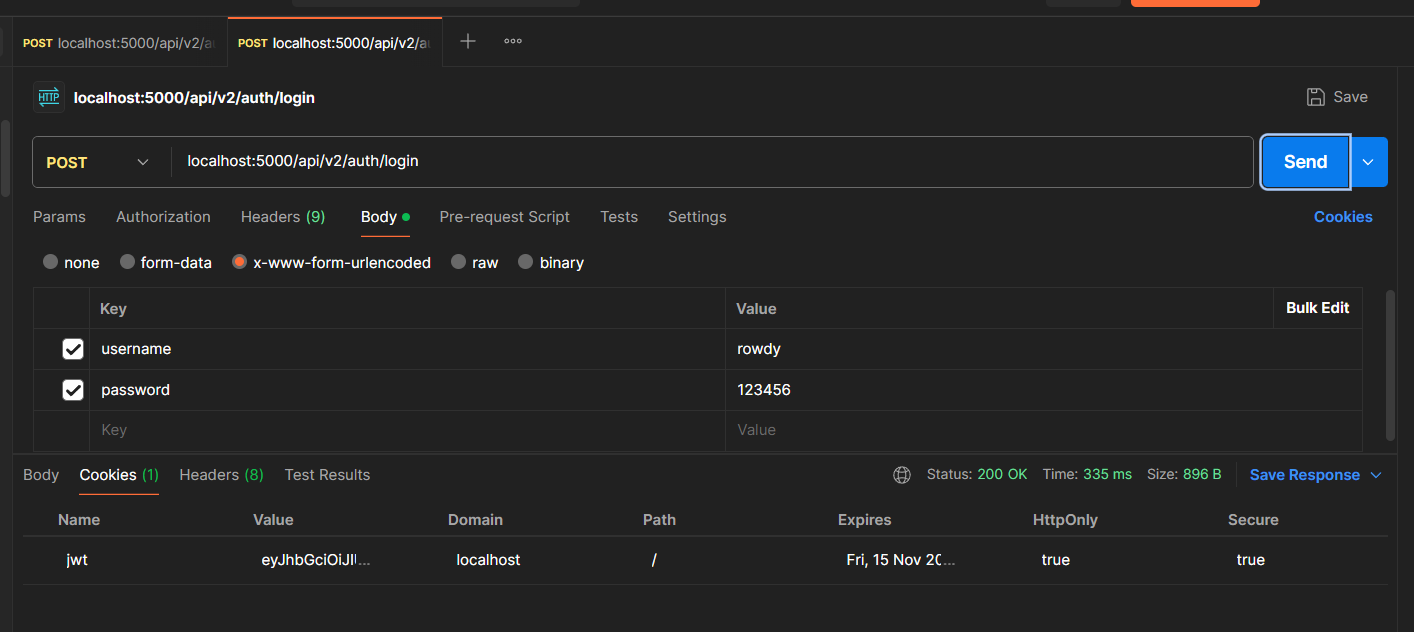 POST localhost:5000/api/v2/au
POST localhost:5000/api/v2/au
HTTP localhost:5000/api/v2/auth/login
Save
POST localhost:5000/api/v2/auth/login
Send
Params Authorization Headers (9) Body Pre-request Script Tests Settings Cookies
none form-data x-www-form-urlencoded raw binary
Key Value Bulk Edit
username rowdy
password 123456
Key Value
Body Cookies (1) Headers (8) Test Results Status: 200 OK Time: 335 ms Size: 896 B Save Response
Name Value Domain Path Expires HttpOnly Secure
jwt eyJhbGciOiJI... localhost / Fri, 15 Nov 20... true true